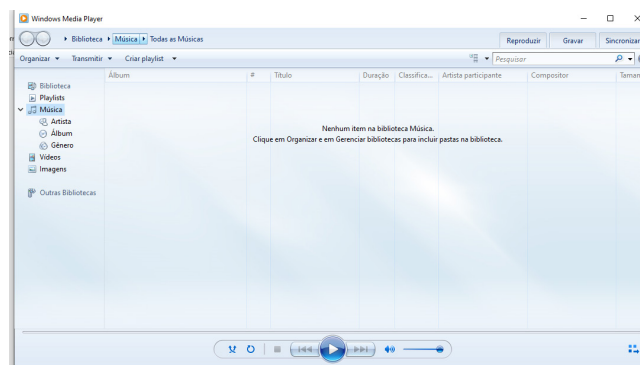 Windows Media Player
Biblioteca Música Todas as Músicas
Reproduzir Gravar Sincronizar
Organizar Transmitir Criar playlist Pesquisar
Álbum # Título Duração Classifica... Artista participante Compositor Taman
Biblioteca
Playlists
Música
Artista
Álbum
Gênero
Vídeos
Imagens
Outras Bibliotecas
Nenhum item na biblioteca Música.
Clique em Organizar e em Gerenciar bibliotecas para incluir pastas na biblioteca.